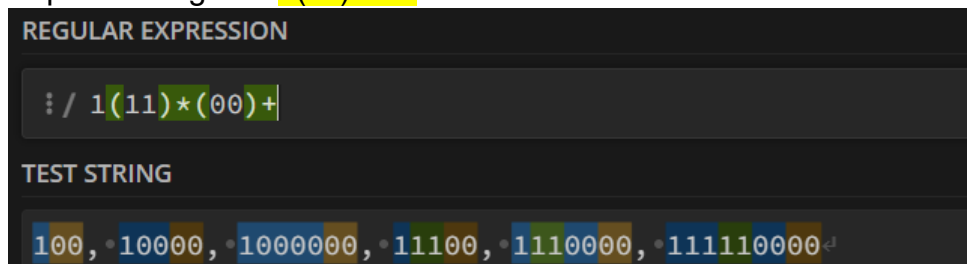 REGULAR EXPRESSION
/ 1(11)*(00)+
TEST STRING
100, 10000, 1000000, 11100, 1110000, 111110000